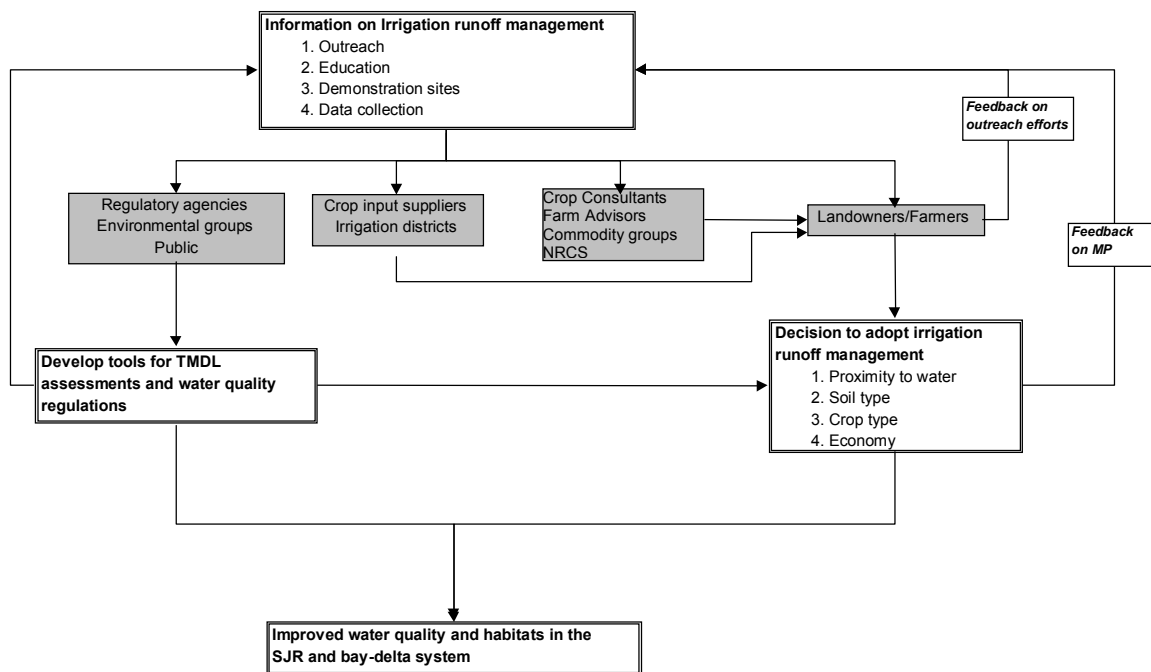 Information on Irrigation runoff management
1. Outreach
2. Education
3. Demonstration sites
4. Data collection
Feedback on
outreach efforts
Regulatory agencies
Environmental groups
Public
Crop input suppliers
Irrigation districts
Crop Consultants
Farm Advisors
Commodity groups
NRCS
Landowners/Farmers
Feedback
on MP
Develop tools for TMDL
assessments and water quality
regulations
Decision to adopt irrigation
runoff management
1. Proximity to water
2. Soil type
3. Crop type
4. Economy
Improved water quality and habitats in the
SJR and bay-delta system